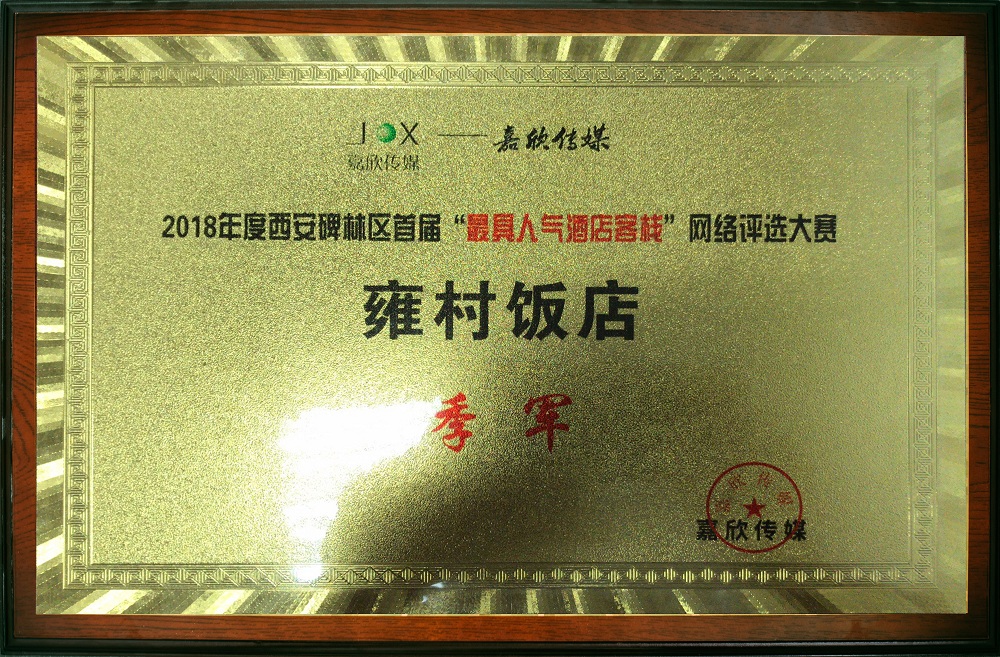 JOX——嘉欣传媒
嘉欣传媒
2018年度西安碑林区首届“最具人气酒店客栈”网络评选大赛
雍村饭店
季军
嘉欣传媒